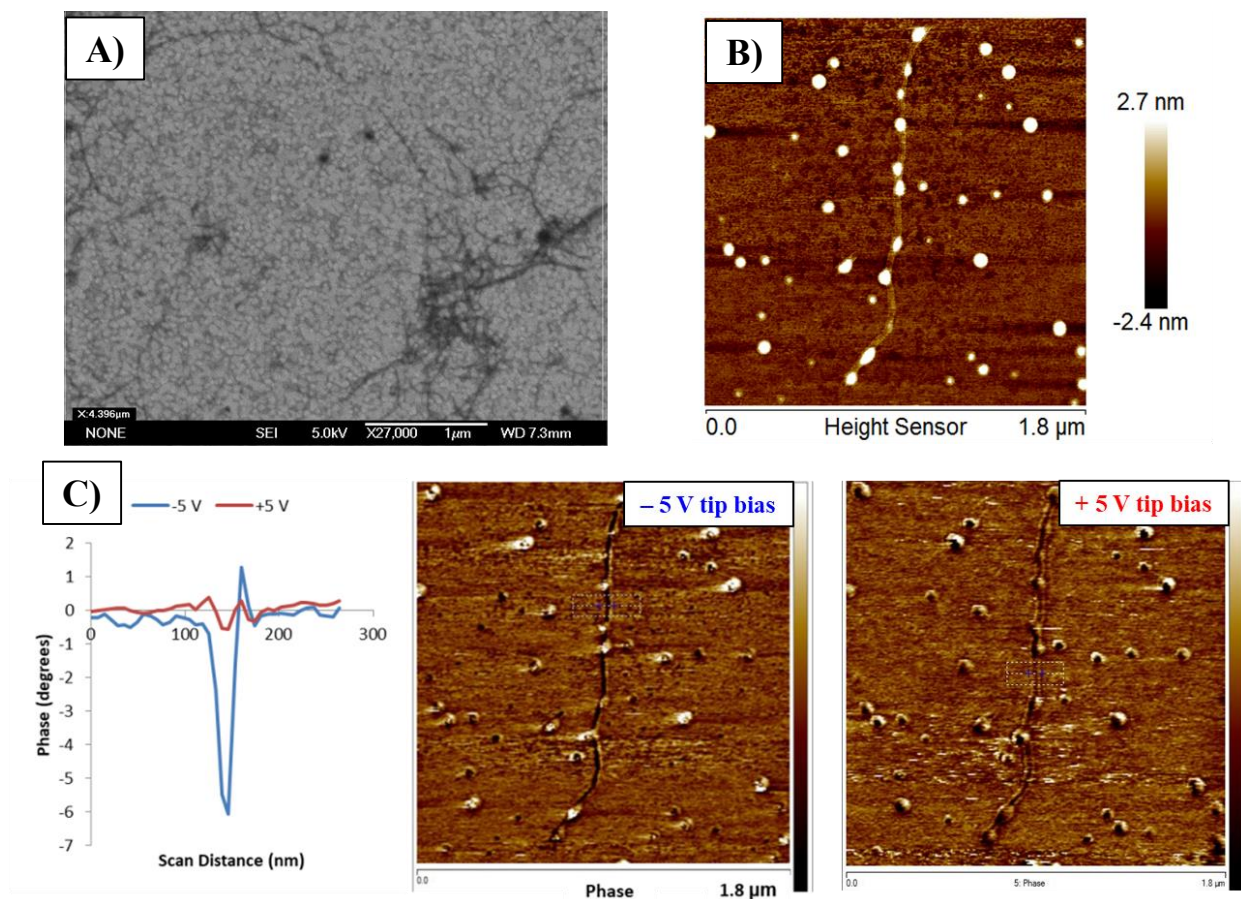 A)
X:4.396µm
NONE SEI 5.0kV X27,000 1µm WD 7.3mm
B)
2.7 nm
-2.4 nm
0.0 Height Sensor 1.8 µm
C)
-5 V +5 V
2
1
0
-1
-2
-3
-4
-5
-6
-7
0 100 200 300
Phase (degrees)
Scan Distance (nm)
– 5 V tip bias
0.0 Phase 1.8 µm
+ 5 V tip bias
0.0 5: Phase 1.8 µm